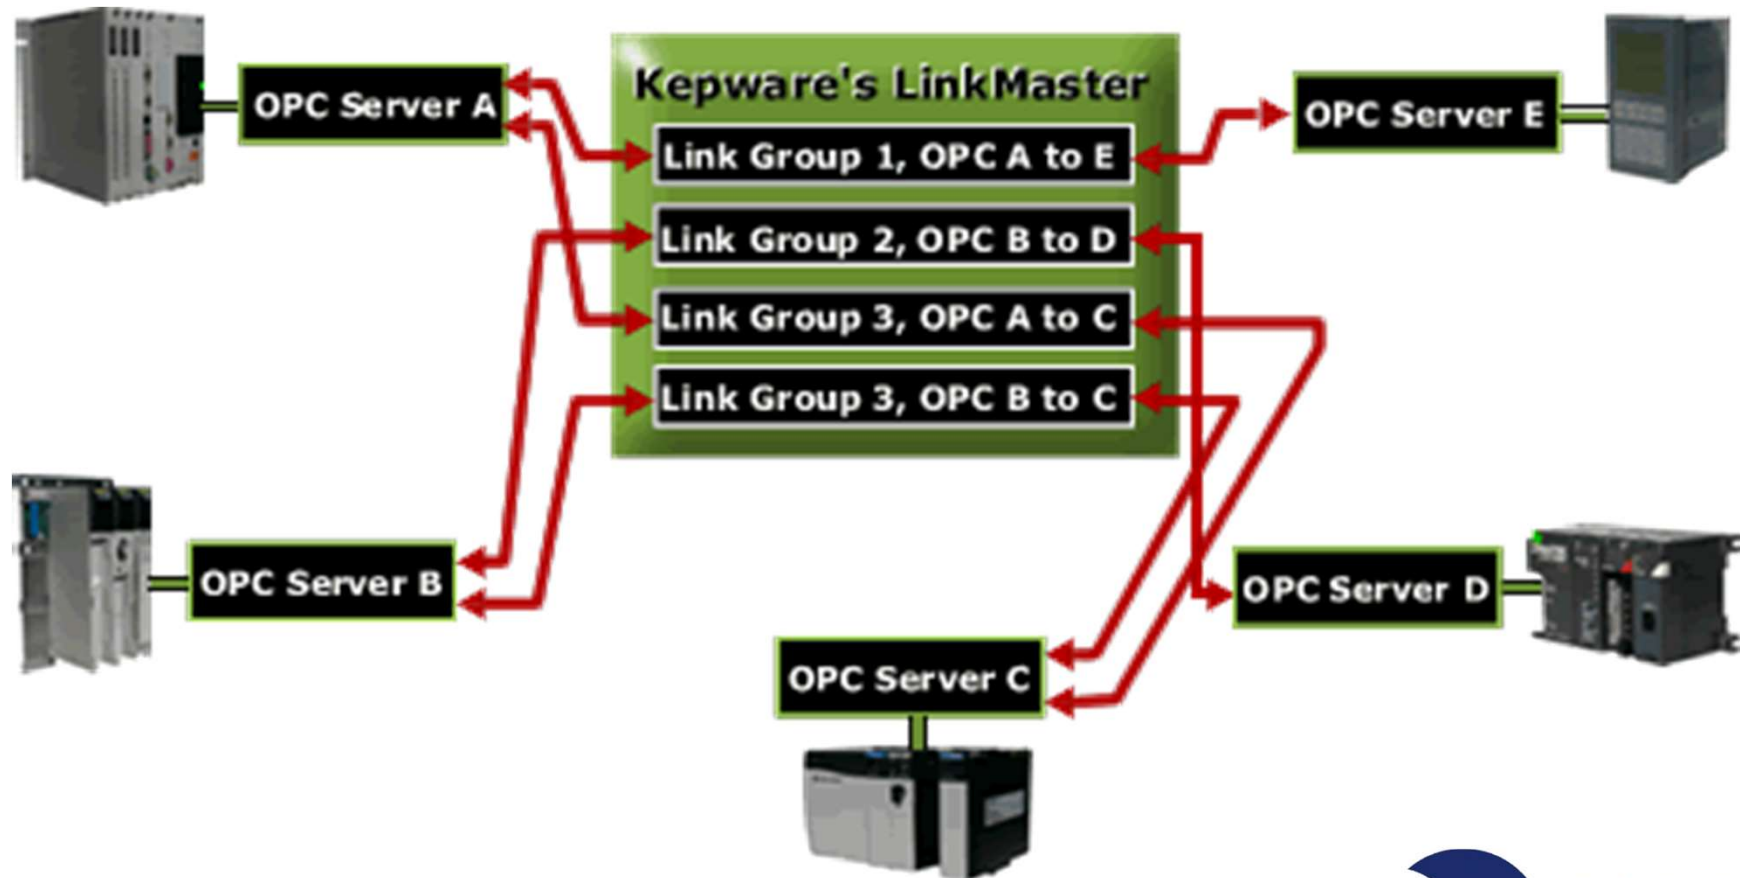 Kepware's LinkMaster
OPC Server A
OPC Server E
Link Group 1, OPC A to E
Link Group 2, OPC B to D
Link Group 3, OPC A to C
Link Group 3, OPC B to C
OPC Server B
OPC Server D
OPC Server C